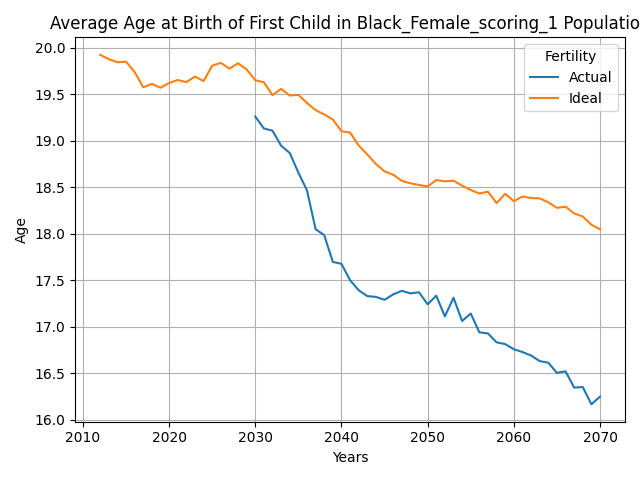 Average Age at Birth of First Child in Black_Female_scoring_1 Populatio
20.0
19.5
19.0
18.5
18.0
17.5
17.0
16.5
16.0
Age
Fertility
Actual
Ideal
2010 2020 2030 2040 2050 2060 2070
Years